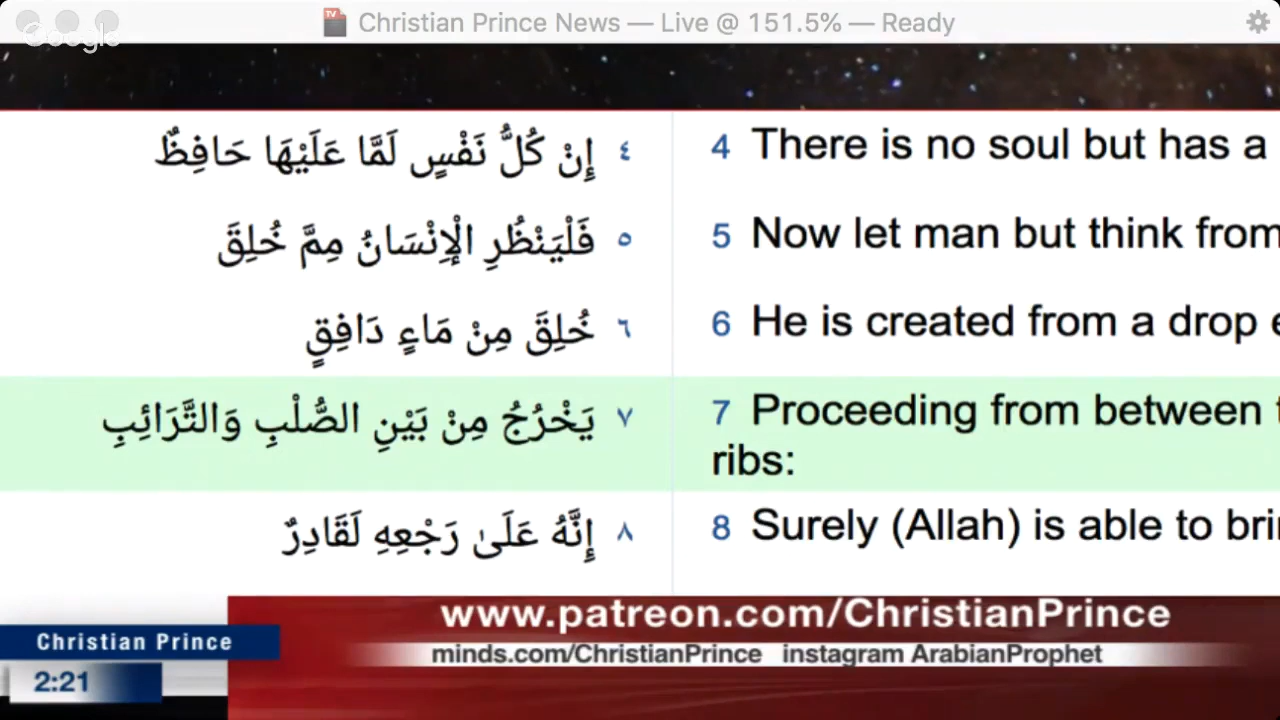 Christian Prince News — Live @ 151.5% — Ready
Google
إِنْ كُلُّ نَفْسٍ لَمَّا عَلَيْهَا حَافِظٌ ٤
4 There is no soul but has a
فَلْيَنْظُرِ الْإِنْسَانُ مِمَّ خُلِقَ ٥
5 Now let man but think from
خُلِقَ مِنْ مَاءٍ دَافِقٍ ٦
6 He is created from a drop e
يَخْرُجُ مِنْ بَيْنِ الصُّلْبِ وَالتَّرَائِبِ ٧
7 Proceeding from between t
ribs:
إِنَّهُ عَلَىٰ رَجْعِهِ لَقَادِرٌ ٨
8 Surely (Allah) is able to bri
www.patreon.com/ChristianPrince
Christian Prince
minds.com/ChristianPrince instagram ArabianProphet
2:21